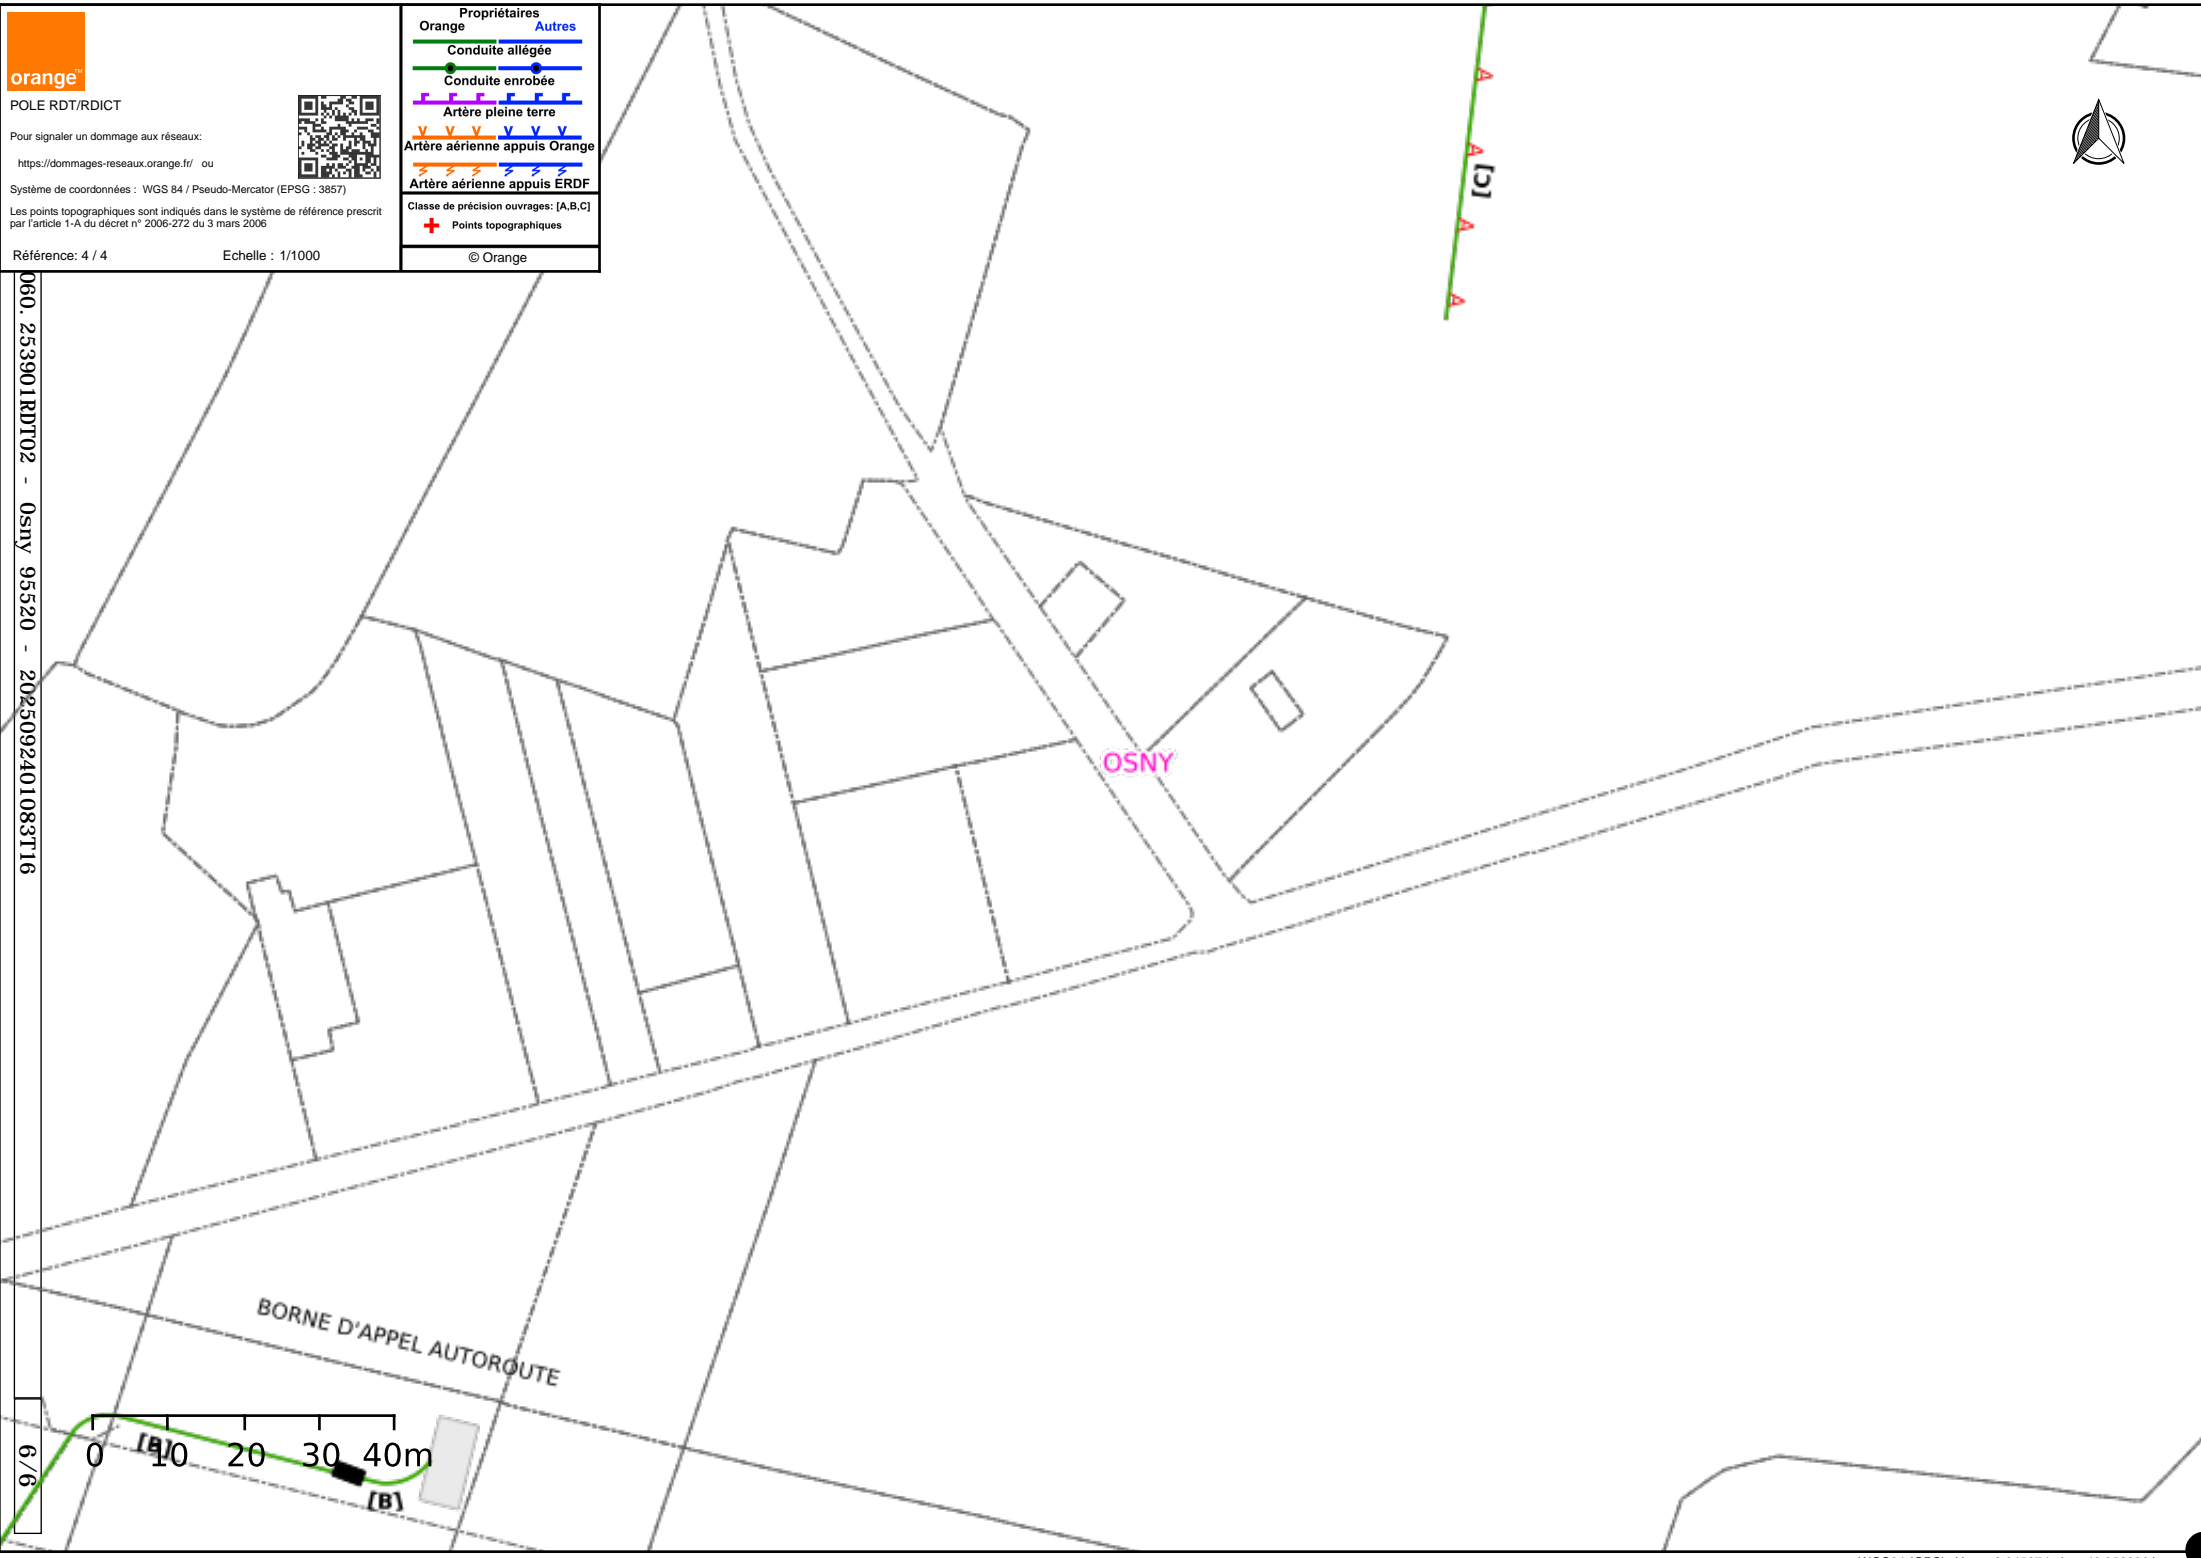 orange™
POLE RDT/RDICT
Pour signaler un dommage aux réseaux:
https://dommages-reseaux.orange.fr/ ou
Système de coordonnées : WGS 84 / Pseudo-Mercator (EPSG : 3857)
Les points topographiques sont indiqués dans le système de référence prescrit
par l'article 1-A du décret n° 2006-272 du 3 mars 2006
Référence: 4 / 4 Echelle : 1/1000
Propriétaires
Orange Autres
Conduite allégée
Conduite enrobée
Artère pleine terre
Artère aérienne appuis Orange
Artère aérienne appuis ERDF
Classe de précision ouvrages: [A,B,C]
Points topographiques
© Orange
[C]
060. 253901RDT02 - Osny 955220 - 2025092401083T16
OSNY
BORNE D'APPEL AUTOROUTE
[B]
0 10 20 30 40m
[B]
6/6